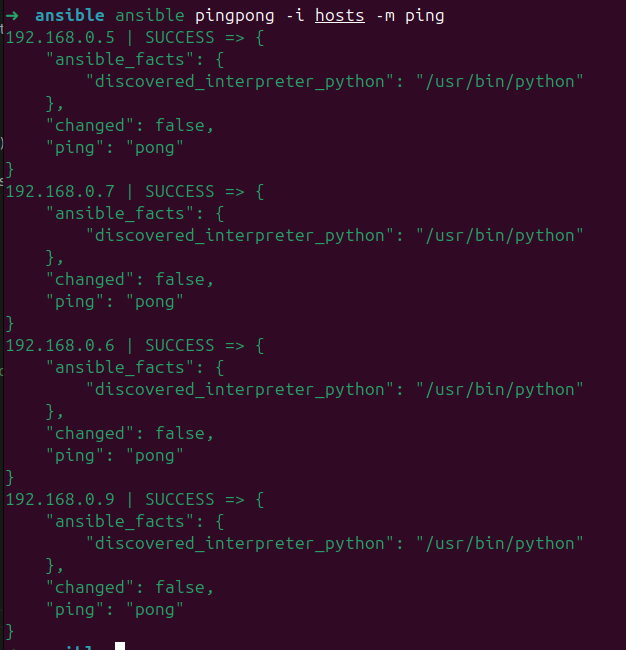 ➜  ansible ansible pingpong -i hosts -m ping
192.168.0.5 | SUCCESS => {
    "ansible_facts": {
        "discovered_interpreter_python": "/usr/bin/python"
    },
    "changed": false,
    "ping": "pong"
}
192.168.0.7 | SUCCESS => {
    "ansible_facts": {
        "discovered_interpreter_python": "/usr/bin/python"
    },
    "changed": false,
    "ping": "pong"
}
192.168.0.6 | SUCCESS => {
    "ansible_facts": {
        "discovered_interpreter_python": "/usr/bin/python"
    },
    "changed": false,
    "ping": "pong"
}
192.168.0.9 | SUCCESS => {
    "ansible_facts": {
        "discovered_interpreter_python": "/usr/bin/python"
    },
    "changed": false,
    "ping": "pong"
}